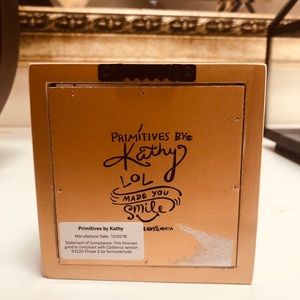 PRIMITIVES BY®
Kathy
LOL
MADE YOU
Smile
Primitives by Kathy
Manufacture Date: 12/2016
Statement of Compliance: This finished
good is compliant with California section
93120 Phase 2 for formaldehyde.